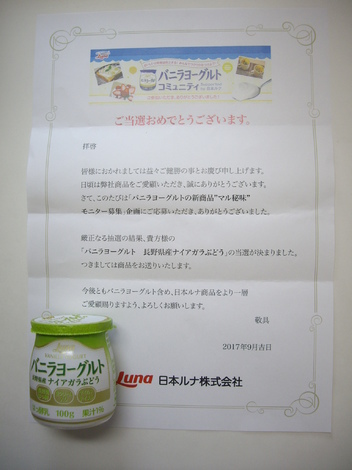 バニラヨーグルト
コミュニティ
ご当選おめでとうございます。
拝啓
皆様におかれましては益々ご健勝の事とお慶び申し上げます。
日頃は弊社商品をご愛顧いただき、誠にありがとうございます。
さて、このたびは「バニラヨーグルトの新商品"マル秘味"
モニター募集」企画にご応募いただき、ありがとうございました。
厳正なる抽選の結果、貴方様の
「バニラヨーグルト 長野県産ナイアガラぶどう」の当選が決まりました。
つきましては商品をお送りいたします。
今後ともバニラヨーグルト含め、日本ルナ商品をより一層
ご愛顧賜りますよう、よろしくお願いします。
敬具
2017年9月吉日
Luna 日本ルナ株式会社
Luna
バニラヨーグルト
長野県産 ナイアガラぶどう
100g